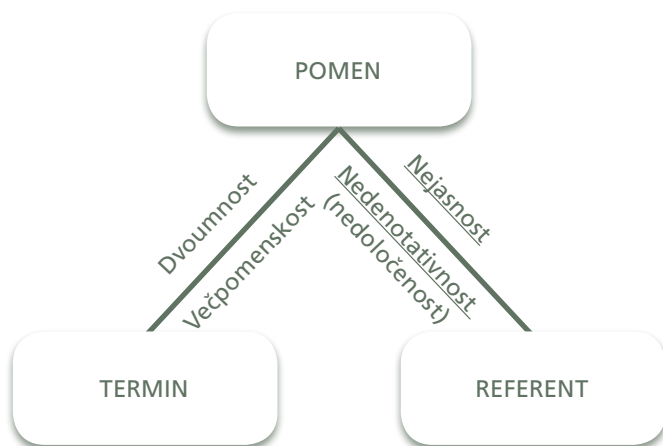 POMEN
Dvoumnost
Večpomenskost
Nejasnost
Nedenotativnost
(nedoločenost)
TERMIN
REFERENT